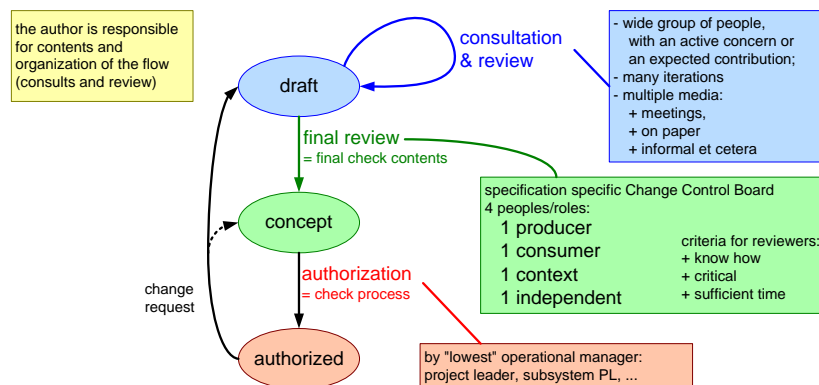 the author is responsible
for contents and
organization of the flow
(consults and review)
consultation
& review
- wide group of people,
with an active concern or
an expected contribution;
- many iterations
- multiple media:
+ meetings,
+ on paper
+ informal et cetera
draft
final review
= final check contents
specification specific Change Control Board
4 peoples/roles:
1 producer
1 consumer
1 context
1 independent
criteria for reviewers:
+ know how
+ critical
+ sufficient time
concept
authorization
= check process
change
request
authorized
by "lowest" operational manager:
project leader, subsystem PL, ...